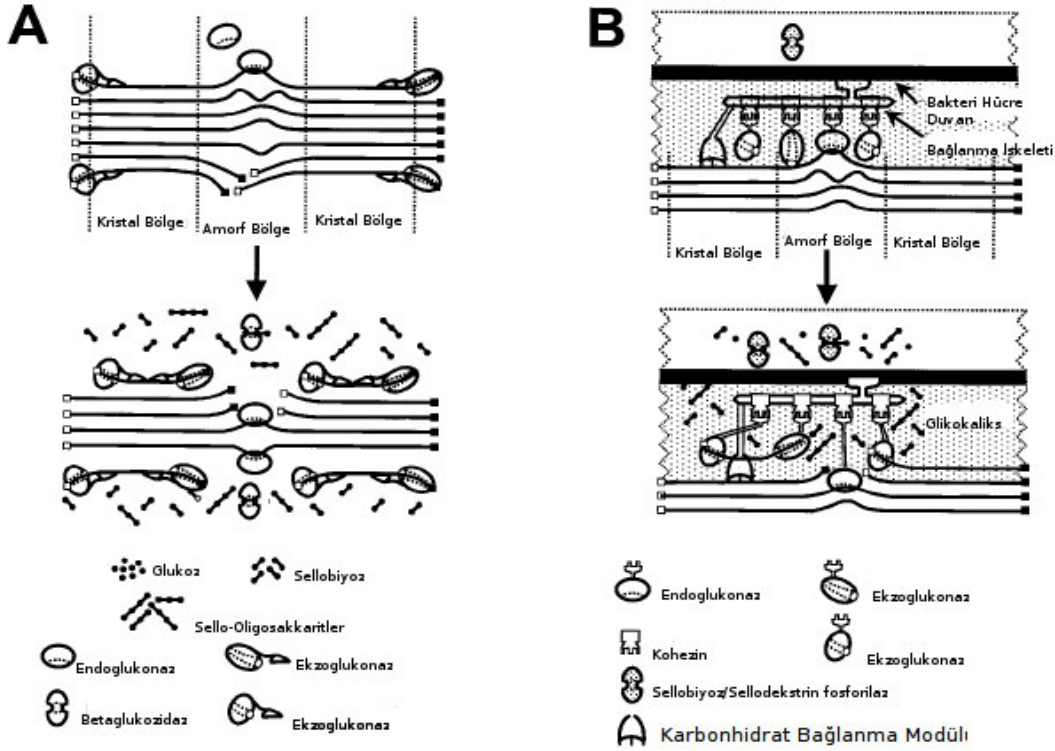 A
Kristal Bölge
Amorf Bölge
Kristal Bölge
Glukoz
Sellobiyoz
Sello-Oligosakkaritler
Endoglukonaz
Ekzoglukonaz
Betaglukozidaz
Ekzoglukonaz
B
Bakteri Hücre
Duvarı
Bağlanma İskeleti
Kristal Bölge
Amorf Bölge
Kristal Bölge
Glikokaliks
Endoglukonaz
Ekzoglukonaz
Kohezin
Ekzoglukonaz
Sellobiyoz/Sellodekstrin fosforilaz
Karbonhidrat Bağlanma Modülü